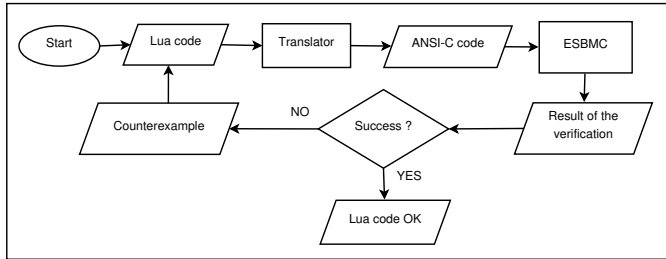 Start
Lua code
Translator
ANSI-C code
ESBMC
Counterexample
NO
Success ?
Result of the
verification
YES
Lua code OK